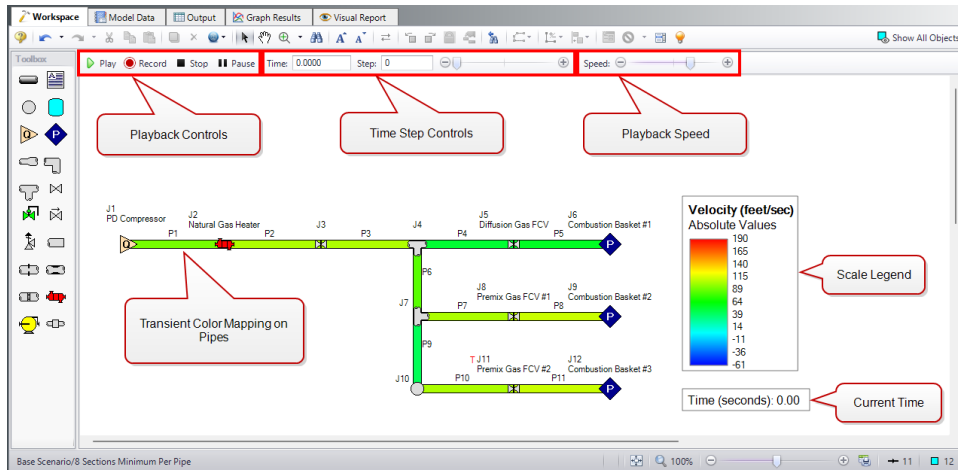 Workspace Model Data Output Graph Results Visual Report
Show All Objects
Toolbox
Play Record Stop Pause Time: 0.0000 Step: 0 Speed:
Playback Controls
Time Step Controls
Playback Speed
J1
PD Compressor
P1
J2
Natural Gas Heater
P2
J3
P3
J4
J5
Diffusion Gas FCV
P4
P5
J6
Combustion Basket #1
Q
P
P6
J7
J8
Premix Gas FCV #1
P7
P8
J9
Combustion Basket #2
P
P9
J10
T J11
Premix Gas FCV #2
P10
P11
J12
Combustion Basket #3
P
Transient Color Mapping on
Pipes
Velocity (feet/sec)
Absolute Values
190
165
140
115
89
64
39
14
-11
-36
-61
Scale Legend
Time (seconds): 0.00
Current Time
Base Scenario/8 Sections Minimum Per Pipe
100%
11
12